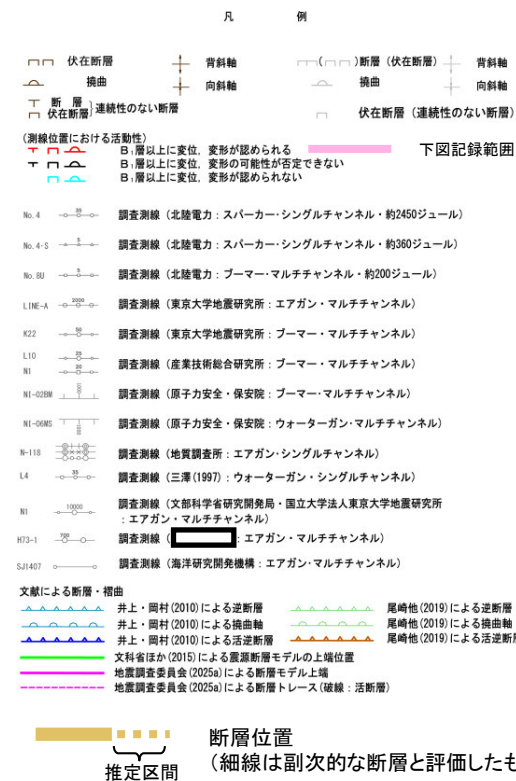 凡　例
伏在断層　背斜軸　( )断層(伏在断層)　背斜軸
撓曲　向斜軸　撓曲　向斜軸
断層
伏在断層}連続性のない断層　伏在断層(連続性のない断層)
(測線位置における活動性)
B₁層以上に変位，変形が認められる　下図記録範囲
B₁層以上に変位，変形の可能性が否定できない
B₁層以上に変位，変形が認められない
No.4　35　調査測線（北陸電力：スパーカー・シングルチャンネル・約2450ジュール）
No.4-S　5　調査測線（北陸電力：スパーカー・シングルチャンネル・約360ジュール）
No.8U　5　調査測線（北陸電力：ブーマー・マルチチャンネル・約200ジュール）
LINE-A　2000　調査測線（東京大学地震研究所：エアガン・マルチチャンネル）
K22　50　調査測線（東京大学地震研究所：ブーマー・マルチチャンネル）
L10　25
N1　20　調査測線（産業技術総合研究所：ブーマー・マルチチャンネル）
NI-02BM　調査測線（原子力安全・保安院：ブーマー・マルチチャンネル）
NI-06MS　調査測線（原子力安全・保安院：ウォーターガン・マルチチャンネル）
N-118　調査測線（地質調査所：エアガン・シングルチャンネル）
L4　35　調査測線（三澤(1997)：ウォーターガン・シングルチャンネル）
N1　10000　調査測線（文部科学省研究開発局・国立大学法人東京大学地震研究所
：エアガン・マルチチャンネル）
H73-1　700　調査測線（　：エアガン・マルチチャンネル）
SJ1407　調査測線（海洋研究開発機構：エアガン・マルチチャンネル）
文献による断層・褶曲
井上・岡村(2010)による逆断層　尾崎他(2019)による逆断層
井上・岡村(2010)による撓曲軸　尾崎他(2019)による撓曲軸
井上・岡村(2010)による活逆断層　尾崎他(2019)による活逆断
文科省ほか(2015)による震源断層モデルの上端位置
地震調査委員会(2025a)による断層モデル上端
地震調査委員会(2025a)による断層トレース(破線：活断層)
断層位置
推定区間　（細線は副次的な断層と評価したも